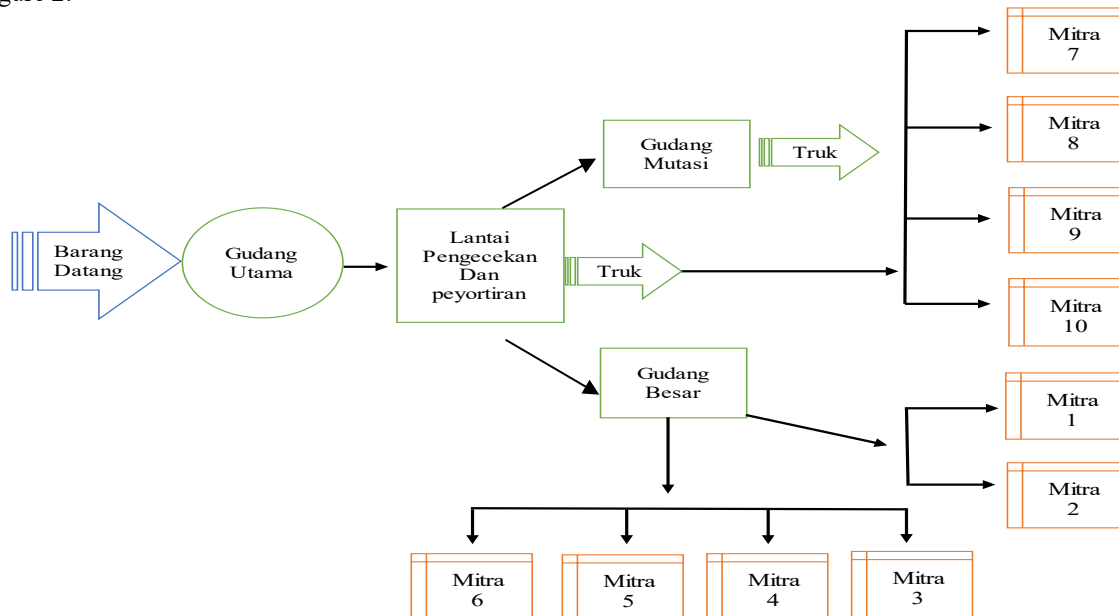 Mitra
7
Mitra
8
Gudang
Mutasi
Truk
Mitra
9
Barang
Datang
Gudang
Utama
Lantai
Pengecekan
Dan
peyortiran
Truk
Mitra
10
Gudang
Besar
Mitra
1
Mitra
2
Mitra
6
Mitra
5
Mitra
4
Mitra
3